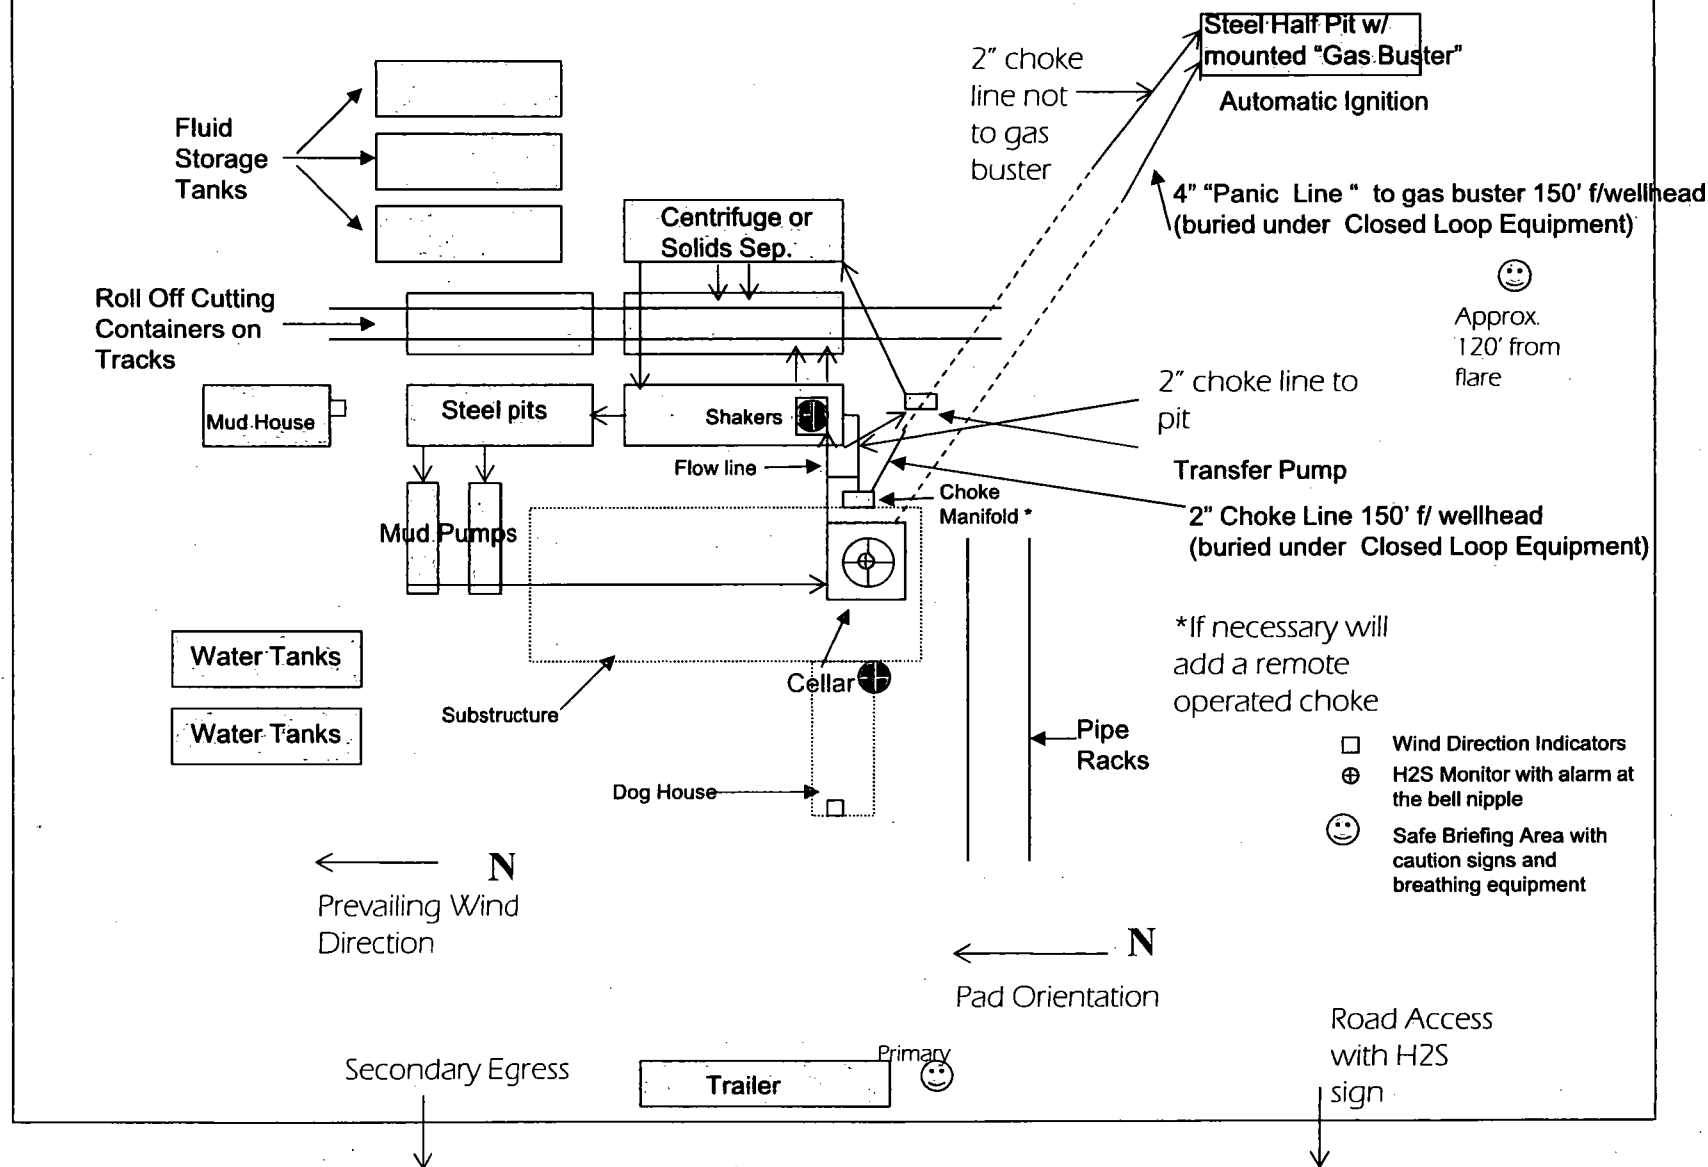 Steel Half Pit w/
mounted “Gas Buster”
Automatic Ignition
2” choke
line not
to gas
buster
Fluid
Storage
Tanks
4” “Panic Line “ to gas buster 150’ f/wellhead
(buried under Closed Loop Equipment)
Centrifuge or
Solids Sep.
Roll Off Cutting
Containers on
Tracks
Approx.
120’ from
flare
2” choke line to
pit
Mud House
Steel pits
Shakers
Flow line
Transfer Pump
Choke
Manifold *
2” Choke Line 150’ f/ wellhead
(buried under Closed Loop Equipment)
Mud Pumps
*If necessary will
add a remote
operated choke
Water Tanks
Water Tanks
Cellar
Substructure
Pipe
Racks
Dog House
Wind Direction Indicators
H2S Monitor with alarm at
the bell nipple
Safe Briefing Area with
caution signs and
breathing equipment
N
Prevailing Wind
Direction
N
Pad Orientation
Road Access
with H2S
sign
Secondary Egress
Primary
Trailer